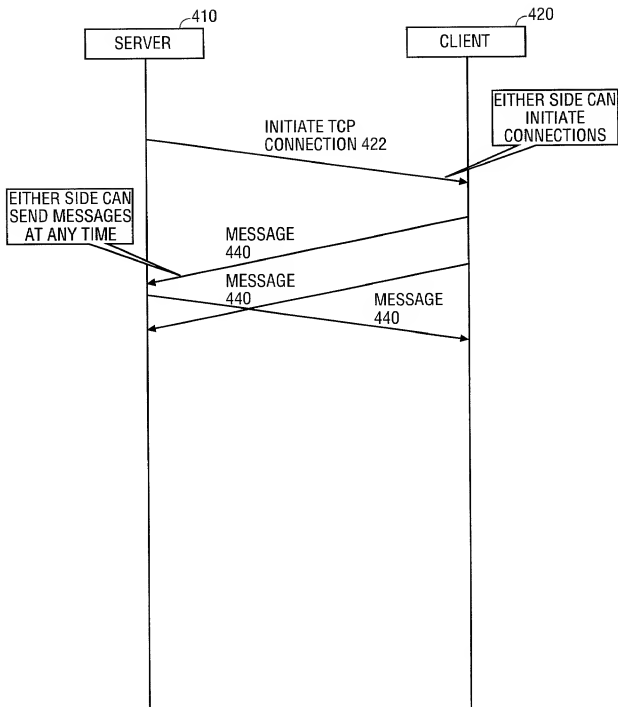 410
SERVER
420
CLIENT
EITHER SIDE CAN
INITIATE
CONNECTIONS
INITIATE TCP
CONNECTION 422
EITHER SIDE CAN
SEND MESSAGES
AT ANY TIME
MESSAGE
440
MESSAGE
440
MESSAGE
440